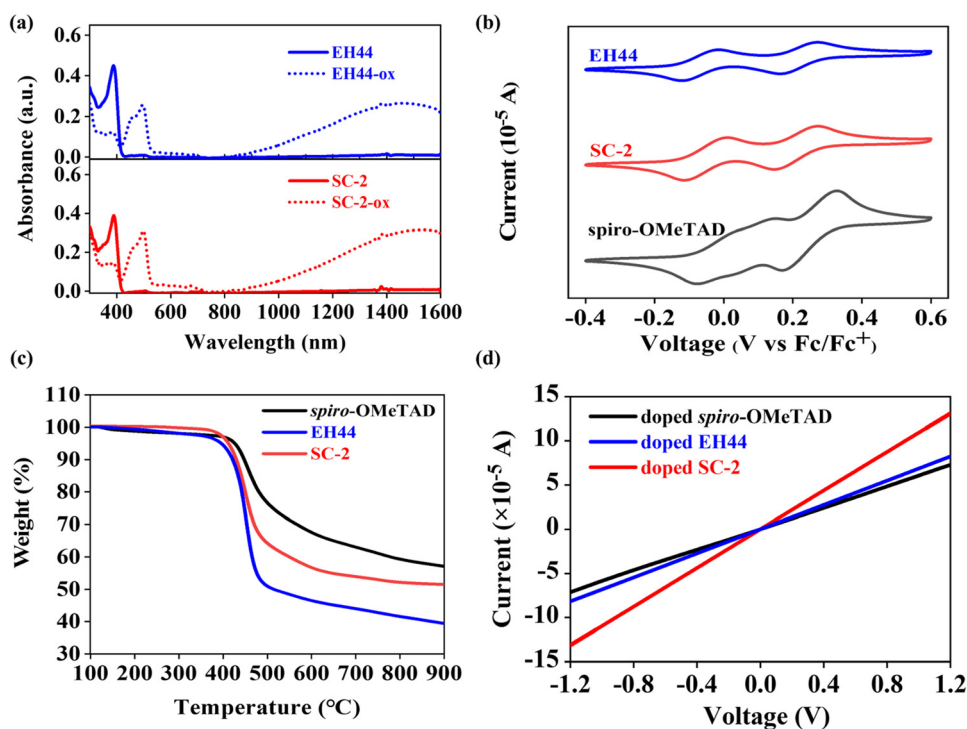 (a)
0.6
0.4
0.2
0.0
0.6
0.4
0.2
0.0
Absorbance (a.u.)
EH44
EH44-ox
SC-2
SC-2-ox
400 600 800 1000 1200 1400 1600
Wavelength (nm)
(b)
Current (10⁻⁵ A)
EH44
SC-2
spiro-OMeTAD
-0.4 -0.2 0.0 0.2 0.4 0.6
Voltage (V vs Fc/Fc⁺)
(c)
110
100
90
80
70
60
50
40
30
Weight (%)
spiro-OMeTAD
EH44
SC-2
100 200 300 400 500 600 700 800 900
Temperature (°C)
(d)
15
10
5
0
-5
-10
-15
Current (×10⁻⁵ A)
doped spiro-OMeTAD
doped EH44
doped SC-2
-1.2 -0.8 -0.4 0.0 0.4 0.8 1.2
Voltage (V)